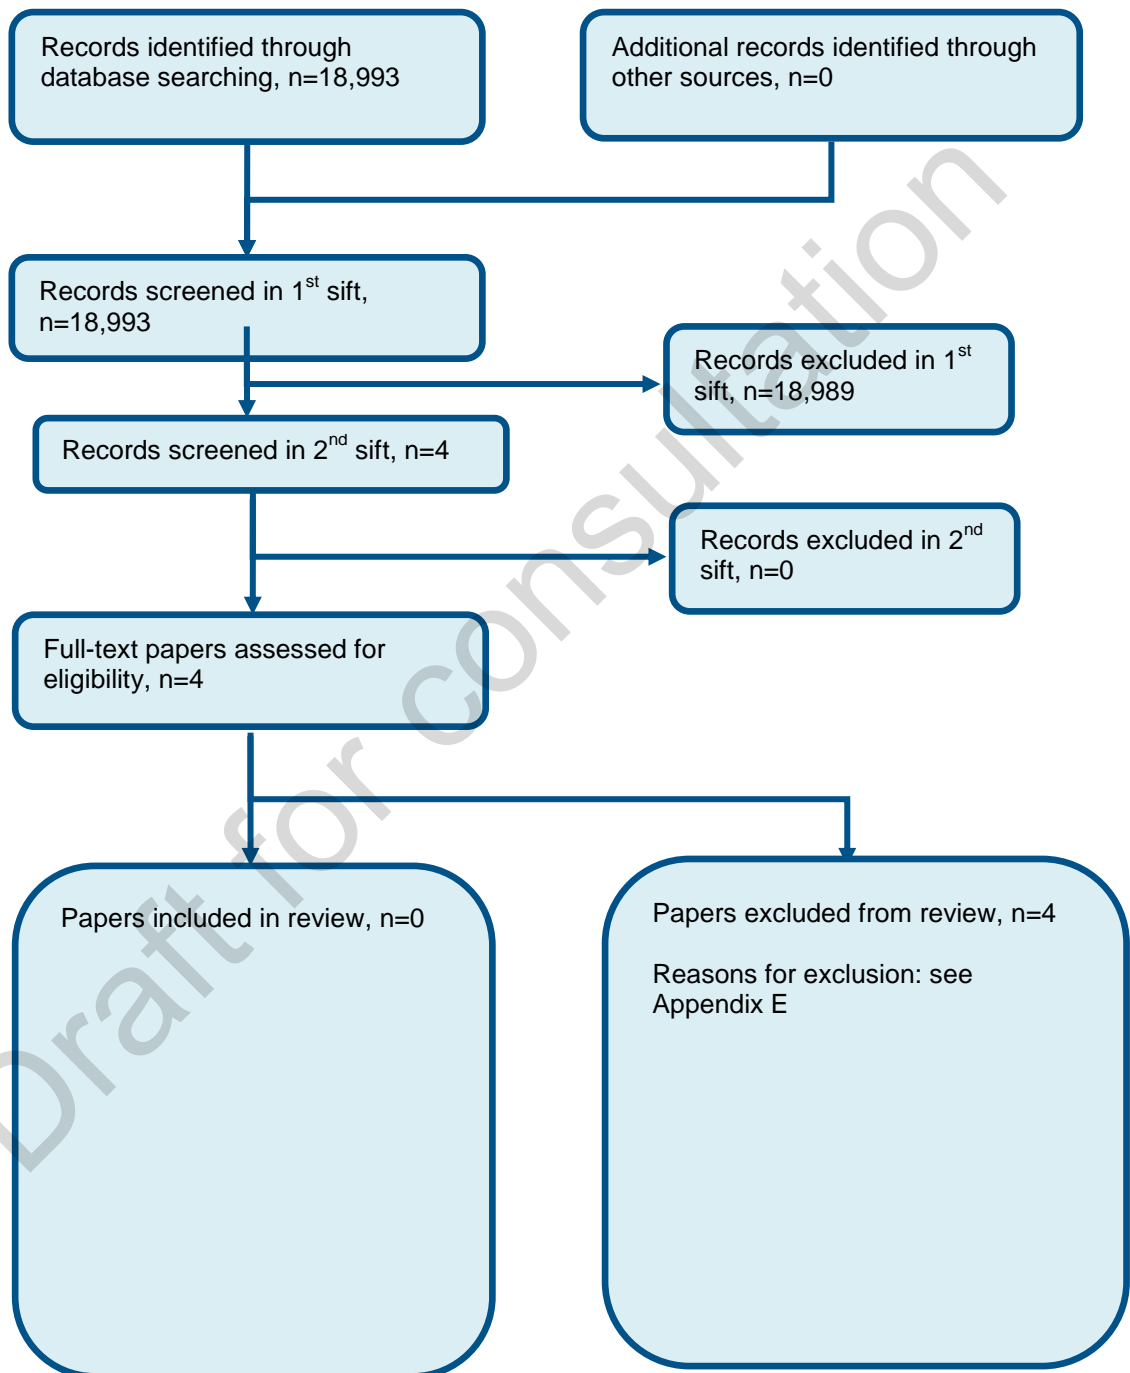 Records identified through
database searching, n=18,993
Additional records identified through
other sources, n=0
Records screened in 1st sift,
n=18,993
Records excluded in 1st
sift, n=18,989
Records screened in 2nd sift, n=4
Records excluded in 2nd
sift, n=0
Full-text papers assessed for
eligibility, n=4
Papers included in review, n=0
Papers excluded from review, n=4
Reasons for exclusion: see
Appendix E
Draft for consultation